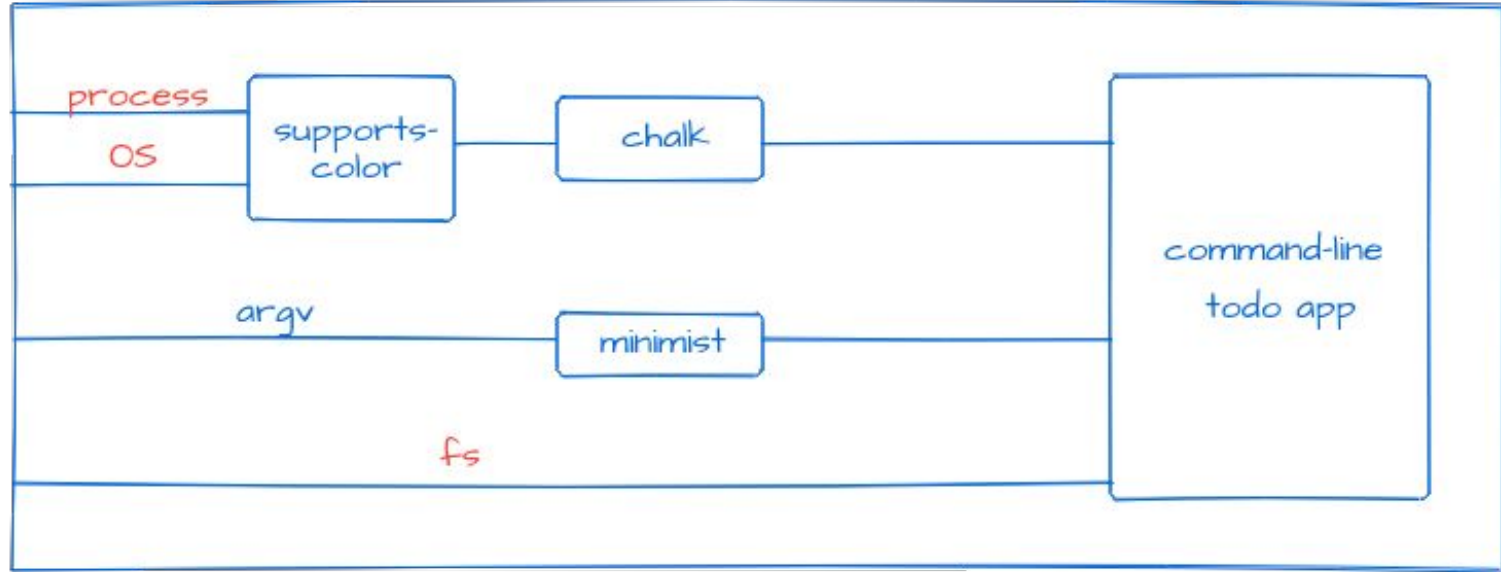 process
OS
supports-
color
chalk
command-line
todo app
argv
minimist
fs